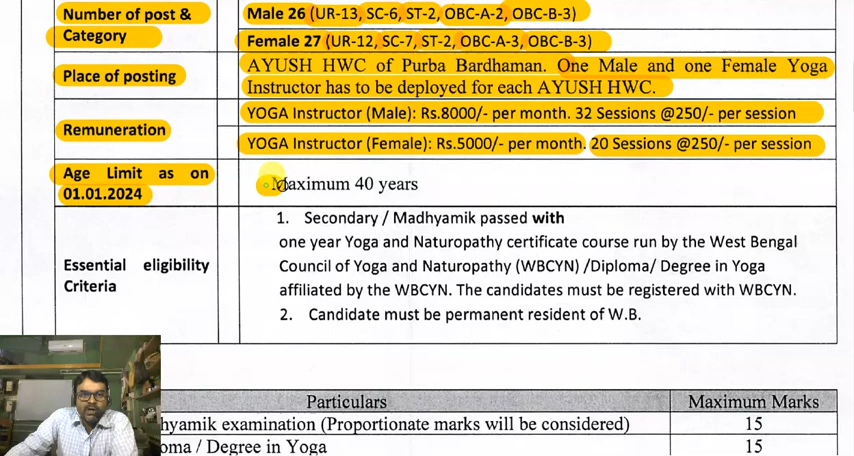 Number of post &
Category
Male 26 (UR-13, SC-6, ST-2, OBC-A-2, OBC-B-3)
Female 27 (UR-12, SC-7, ST-2, OBC-A-3, OBC-B-3)
Place of posting
AYUSH HWC of Purba Bardhaman. One Male and one Female Yoga
Instructor has to be deployed for each AYUSH HWC.
Remuneration
YOGA Instructor (Male): Rs.8000/- per month. 32 Sessions @250/- per session
YOGA Instructor (Female): Rs.5000/- per month. 20 Sessions @250/- per session
Age Limit as on
01.01.2024
Maximum 40 years
Essential eligibility
Criteria
1. Secondary / Madhyamik passed with
one year Yoga and Naturopathy certificate course run by the West Bengal
Council of Yoga and Naturopathy (WBCYN) /Diploma/ Degree in Yoga
affiliated by the WBCYN. The candidates must be registered with WBCYN.
2. Candidate must be permanent resident of W.B.
Particulars
Maximum Marks
hyamik examination (Proportionate marks will be considered)
15
oma / Degree in Yoga
15